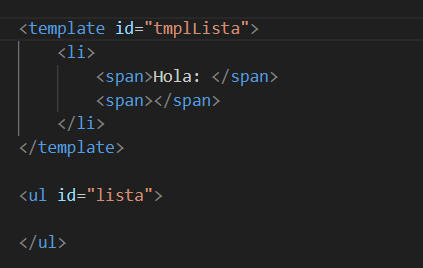 <template id="tmplLista">
<li>
<span>Hola: </span>
<span></span>
</li>
</template>
<ul id="lista">
</ul>